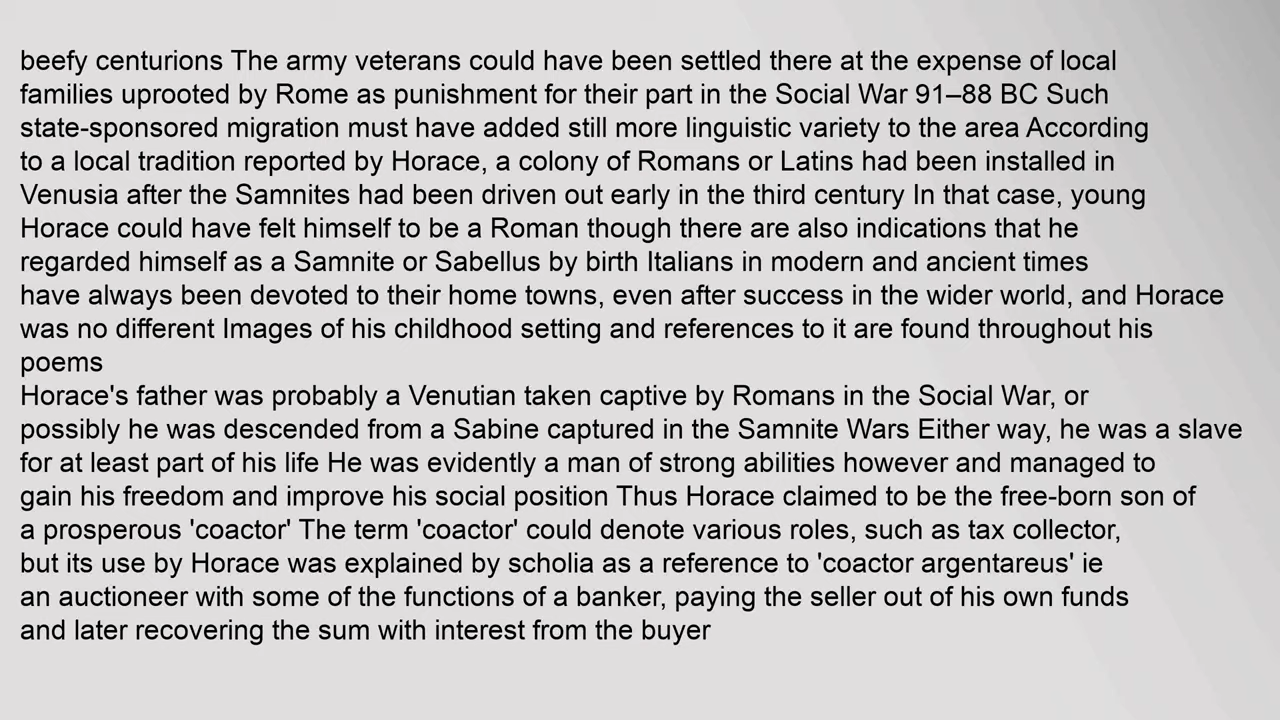 beefy centurions The army veterans could have been settled there at the expense of local
families uprooted by Rome as punishment for their part in the Social War 91–88 BC Such
state-sponsored migration must have added still more linguistic variety to the area According
to a local tradition reported by Horace, a colony of Romans or Latins had been installed in
Venusia after the Samnites had been driven out early in the third century In that case, young
Horace could have felt himself to be a Roman though there are also indications that he
regarded himself as a Samnite or Sabellus by birth Italians in modern and ancient times
have always been devoted to their home towns, even after success in the wider world, and Horace
was no different Images of his childhood setting and references to it are found throughout his
poems
Horace's father was probably a Venutian taken captive by Romans in the Social War, or
possibly he was descended from a Sabine captured in the Samnite Wars Either way, he was a slave
for at least part of his life He was evidently a man of strong abilities however and managed to
gain his freedom and improve his social position Thus Horace claimed to be the free-born son of
a prosperous 'coactor' The term 'coactor' could denote various roles, such as tax collector,
but its use by Horace was explained by scholia as a reference to 'coactor argentareus' ie
an auctioneer with some of the functions of a banker, paying the seller out of his own funds
and later recovering the sum with interest from the buyer